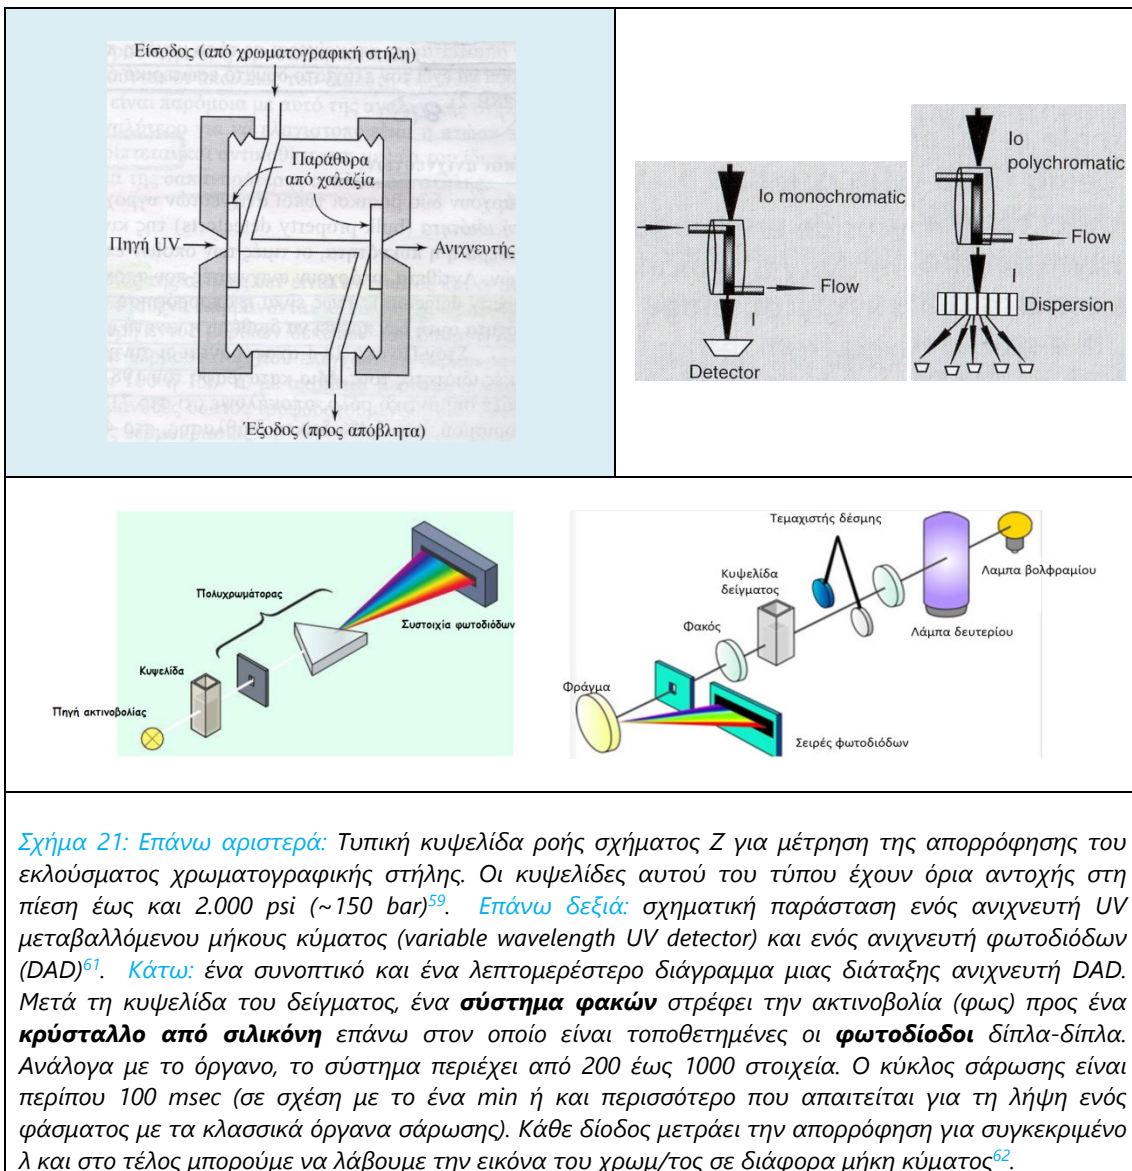 Είσοδος (από χρωματογραφική στήλη)
Παράθυρα
από χαλαζία
Πηγή UV
Ανιχνευτής
Έξοδος (προς απόβλητα)
Io monochromatic
Flow
I
Detector
Io
polychromatic
Flow
I
Dispersion
Πολυχρωμάτορας
Συστοιχία φωτοδιόδων
Κυψελίδα
Πηγή ακτινοβολίας
Τεμαχιστής δέσμης
Λαμπα βολφραμίου
Κυψελίδα
δείγματος
Λάμπα δευτερίου
Φακός
Φράγμα
Σειρές φωτοδιόδων
Σχήμα 21: Επάνω αριστερά: Τυπική κυψελίδα ροής σχήματος Ζ για μέτρηση της απορρόφησης του
εκλούσματος χρωματογραφικής στήλης. Οι κυψελίδες αυτού του τύπου έχουν όρια αντοχής στη
πίεση έως και 2.000 psi (~150 bar)59. Επάνω δεξιά: σχηματική παράσταση ενός ανιχνευτή UV
μεταβαλλόμενου μήκους κύματος (variable wavelength UV detector) και ενός ανιχνευτή φωτοδιόδων
(DAD)61. Κάτω: ένα συνοπτικό και ένα λεπτομερέστερο διάγραμμα μιας διάταξης ανιχνευτή DAD.
Μετά τη κυψελίδα του δείγματος, ένα σύστημα φακών στρέφει την ακτινοβολία (φως) προς ένα
κρύσταλλο από σιλικόνη επάνω στον οποίο είναι τοποθετημένες οι φωτοδίοδοι δίπλα-δίπλα.
Ανάλογα με το όργανο, το σύστημα περιέχει από 200 έως 1000 στοιχεία. Ο κύκλος σάρωσης είναι
περίπου 100 msec (σε σχέση με το ένα min ή και περισσότερο που απαιτείται για τη λήψη ενός
φάσματος με τα κλασσικά όργανα σάρωσης). Κάθε δίοδος μετράει την απορρόφηση για συγκεκριμένο
λ και στο τέλος μπορούμε να λάβουμε την εικόνα του χρωμ/τος σε διάφορα μήκη κύματος62.